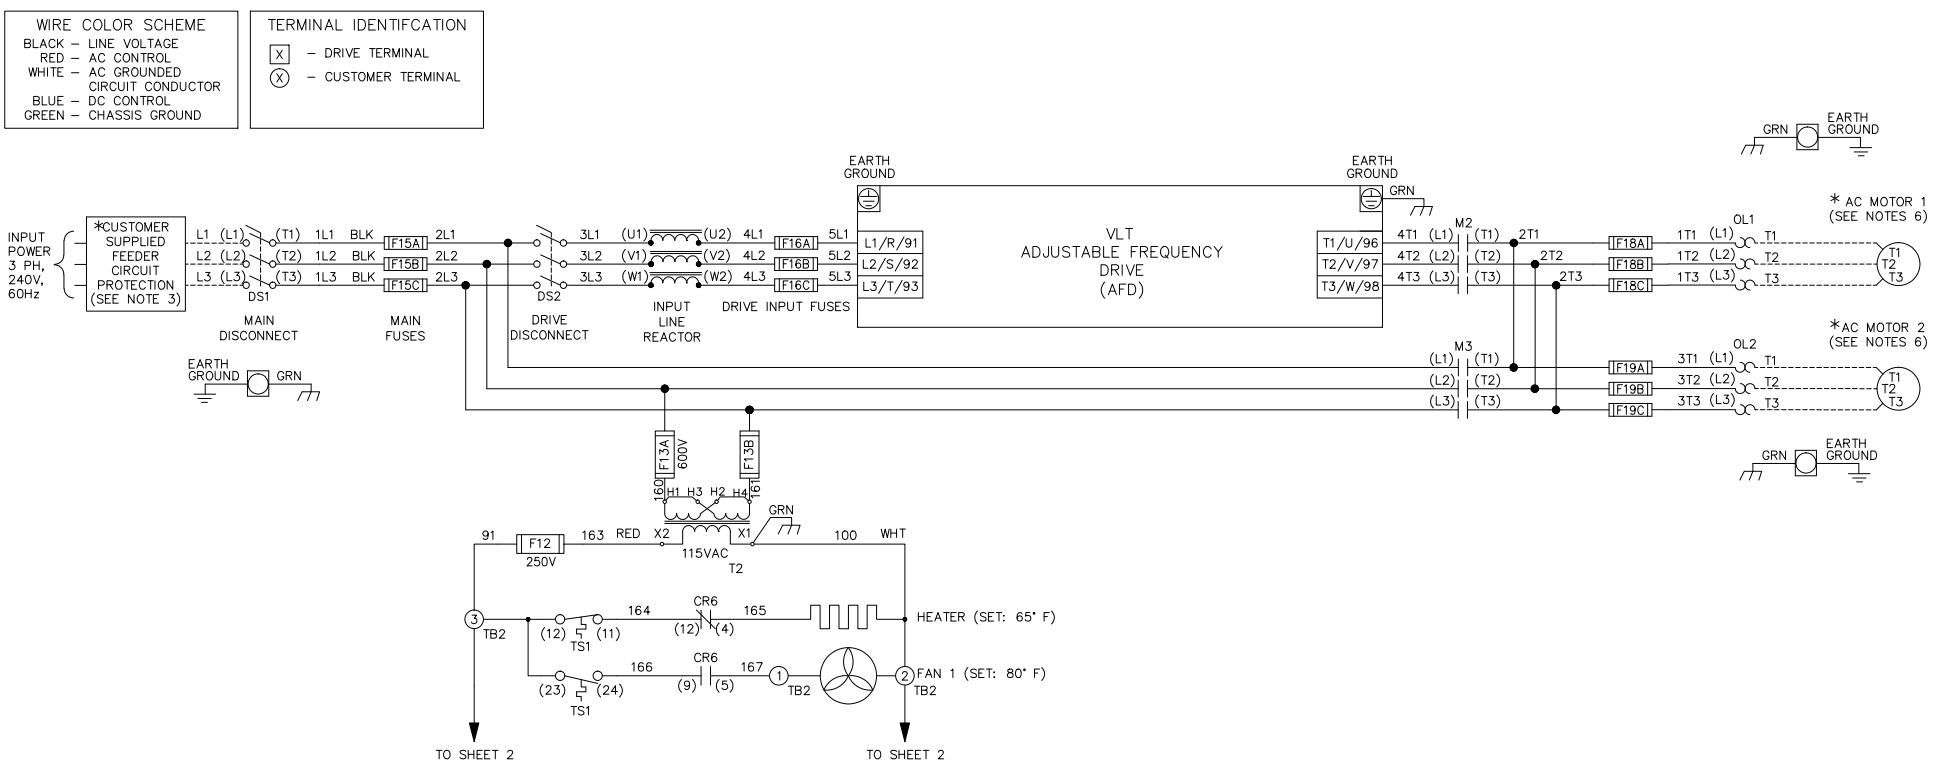 WIRE COLOR SCHEME
BLACK – LINE VOLTAGE
RED – AC CONTROL
WHITE – AC GROUNDED
CIRCUIT CONDUCTOR
BLUE – DC CONTROL
GREEN – CHASSIS GROUND
TERMINAL IDENTIFCATION
X – DRIVE TERMINAL
X – CUSTOMER TERMINAL
GRN
EARTH
GROUND
EARTH
GROUND
EARTH
GROUND
GRN
INPUT
POWER
3 PH,
240V,
60Hz
*CUSTOMER
SUPPLIED
FEEDER
CIRCUIT
PROTECTION
(SEE NOTE 3)
L1 (L1) (T1) 1L1 BLK F15A 2L1 3L1 (U1) (U2) 4L1 F16A 5L1 L1/R/91
L2 (L2) (T2) 1L2 BLK F15B 2L2 3L2 (V1) (V2) 4L2 F16B 5L2 L2/S/92
L3 (L3) (T3) 1L3 BLK F15C 2L3 3L3 (W1) (W2) 4L3 F16C 5L3 L3/T/93
DS1
DS2
MAIN
DISCONNECT
MAIN
FUSES
DRIVE
DISCONNECT
INPUT
LINE
REACTOR
DRIVE INPUT FUSES
VLT
ADJUSTABLE FREQUENCY
DRIVE
(AFD)
M2
OL1
* AC MOTOR 1
(SEE NOTES 6)
T1/U/96 4T1 (L1) (T1) 2T1 F18A 1T1 (L1) T1
T2/V/97 4T2 (L2) (T2) 2T2 F18B 1T2 (L2) T2
T3/W/98 4T3 (L3) (T3) 2T3 F18C 1T3 (L3) T3
T1
T2
T3
EARTH
GROUND
GRN
M3
OL2
*AC MOTOR 2
(SEE NOTES 6)
(L1) (T1) F19A 3T1 (L1) T1
(L2) (T2) F19B 3T2 (L2) T2
(L3) (T3) F19C 3T3 (L3) T3
T1
T2
T3
GRN
EARTH
GROUND
F13A
600V
F13B
160
H1 H3 H2 H4
161
GRN
91 F12 163 RED X2 X1 100 WHT
250V
115VAC
T2
3
TB2
164 CR6 165
(12) (11) (12) (4)
TS1
HEATER (SET: 65° F)
166 CR6 167 1
(23) (24) (9) (5) TB2
TS1
2 FAN 1 (SET: 80° F)
TB2
TO SHEET 2
TO SHEET 2